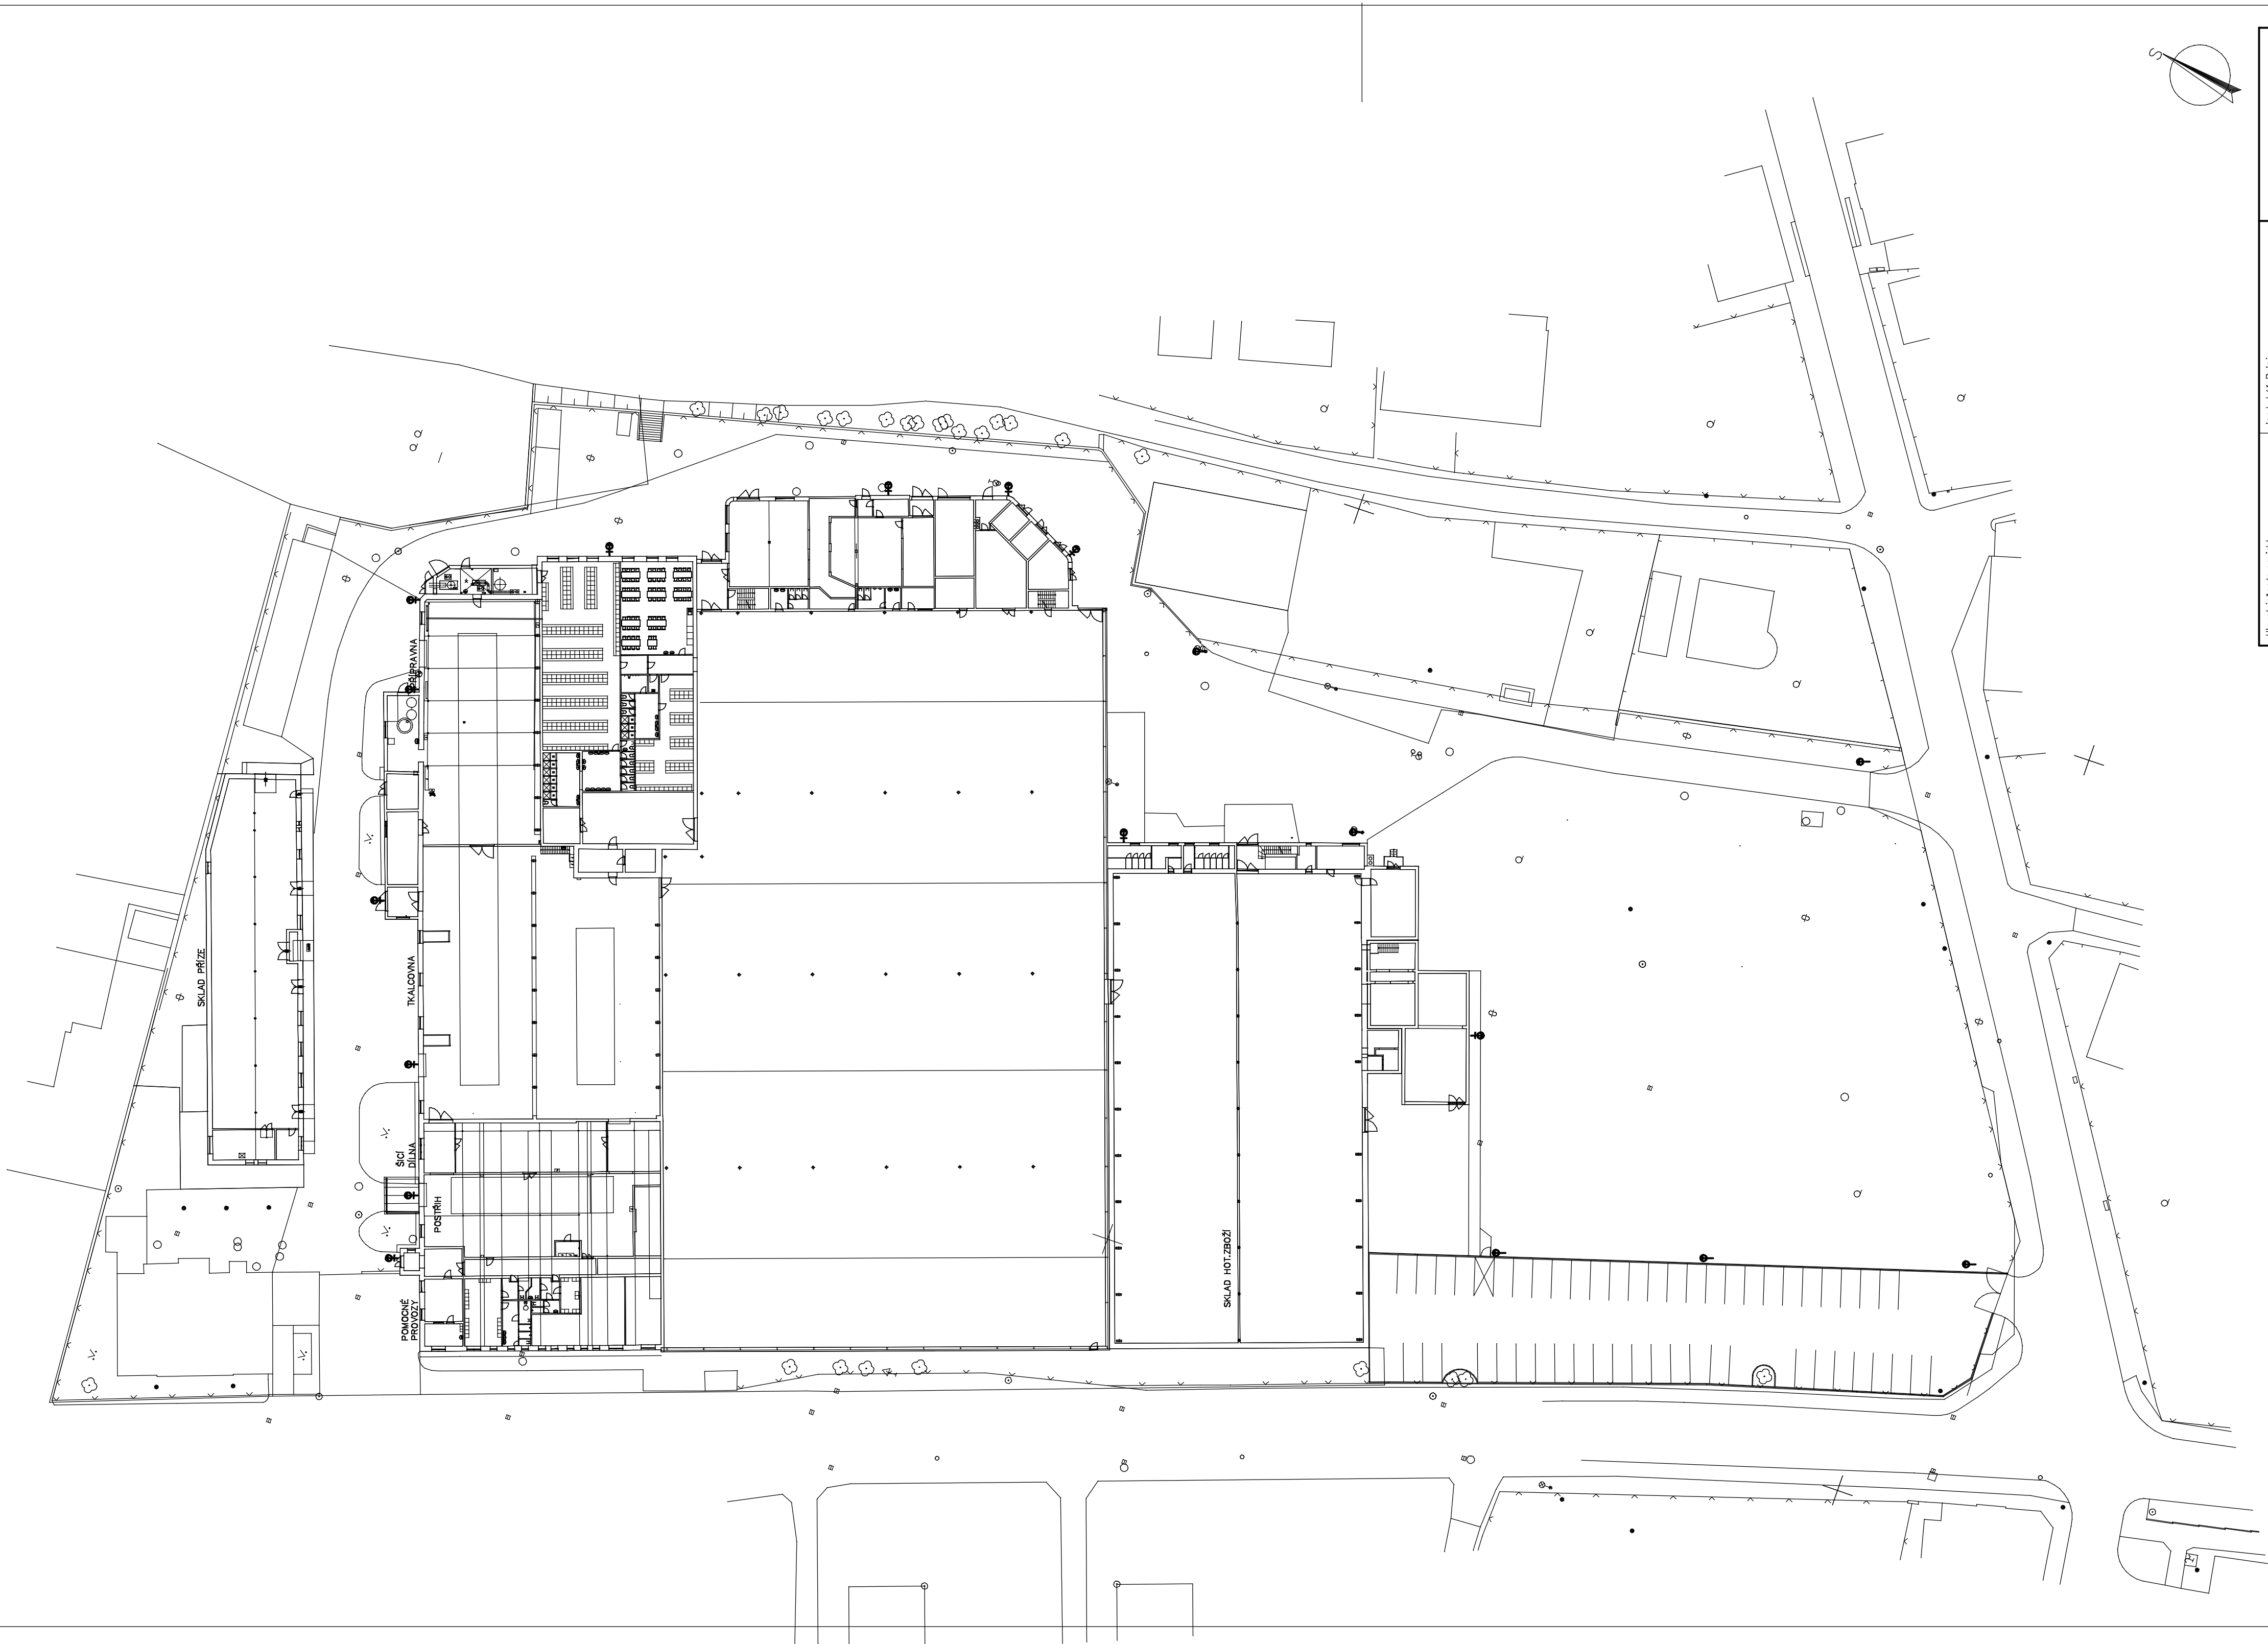 S
PŘÍPRAVNA
SKLAD PŘÍZE
TKALCOVNA
ŠICÍ
DÍLNA
POSTŘIH
POMOCNÉ
PROVOZY
SKLAD HOT.ZBOŽÍ